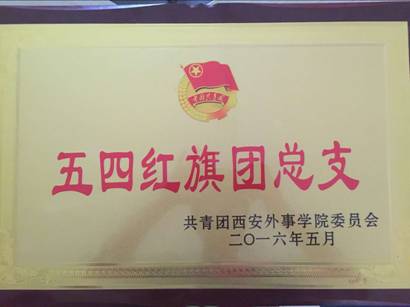 五四红旗团总支
共青团西安外事学院委员会
二〇一六年五月